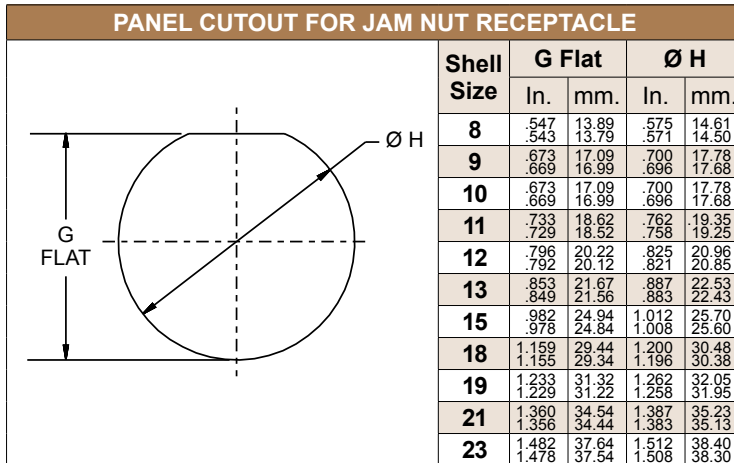 PANEL CUTOUT FOR JAM NUT RECEPTACLE
Ø H
G
FLAT
Shell Size G Flat Ø H
In. mm. In. mm.
8 .547 13.89 .575 14.61
.543 13.79 .571 14.50
9 .673 17.09 .700 17.78
.669 16.99 .696 17.68
10 .673 17.09 .700 17.78
.669 16.99 .696 17.68
11 .733 18.62 .762 .19.35
.729 18.52 .758 19.25
12 .796 20.22 .825 20.96
.792 20.12 .821 20.85
13 .853 21.67 .887 22.53
.849 21.56 .883 22.43
15 .982 24.94 1.012 25.70
.978 24.84 1.008 25.60
18 1.159 29.44 1.200 30.48
1.155 29.34 1.196 30.38
19 1.233 31.32 1.262 32.05
1.229 31.22 1.258 31.95
21 1.360 34.54 1.387 35.23
1.356 34.44 1.383 35.13
23 1.482 37.64 1.512 38.40
1.478 37.54 1.508 38.30